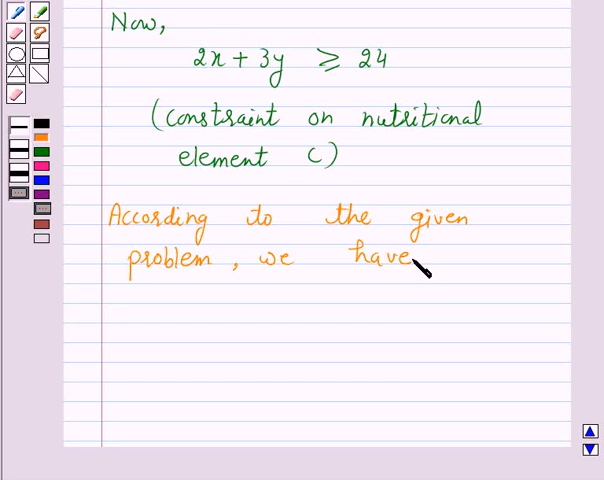 Now,
2x + 3y ≥ 24
(constraint on nutritional
element C)
According to the given
problem, we have